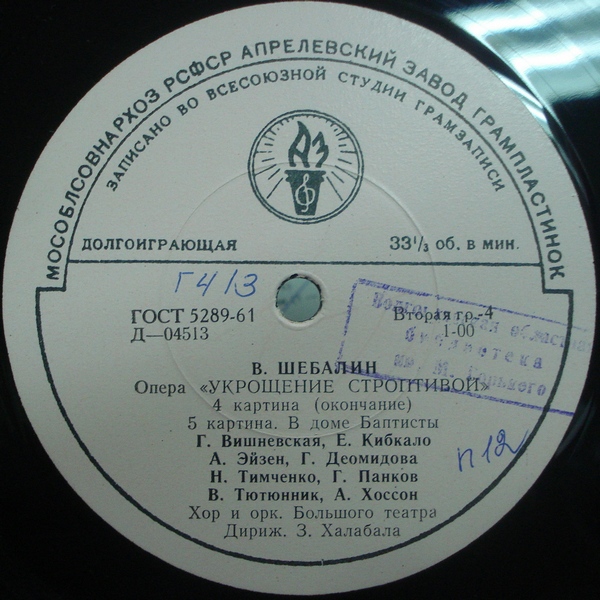 МОСОБЛСОВНАРХОЗ РСФСР АПРЕЛЕВСКИЙ ЗАВОД ГРАМПЛАСТИНОК
ЗАПИСАНО ВО ВСЕСОЮЗНОЙ СТУДИИ ГРАМЗАПИСИ
АЗ
ДОЛГОИГРАЮЩАЯ 33⅓ об. в мин.
Г4/3
ГОСТ 5289-61 Вторая гр.-4
Д—04513 1-00
библиотека
им. М. Горького
В. ШЕБАЛИН
Опера «УКРОЩЕНИЕ СТРОПТИВОЙ»
4 картина (окончание)
5 картина. В доме Баптисты
Г. Вишневская, Е. Кибкало
А. Эйзен, Г. Деомидова
Н. Тимченко, Г. Панков
В. Тютюнник, А. Хоссон
п12
Хор и орк. Большого театра
Дириж. З. Халабала